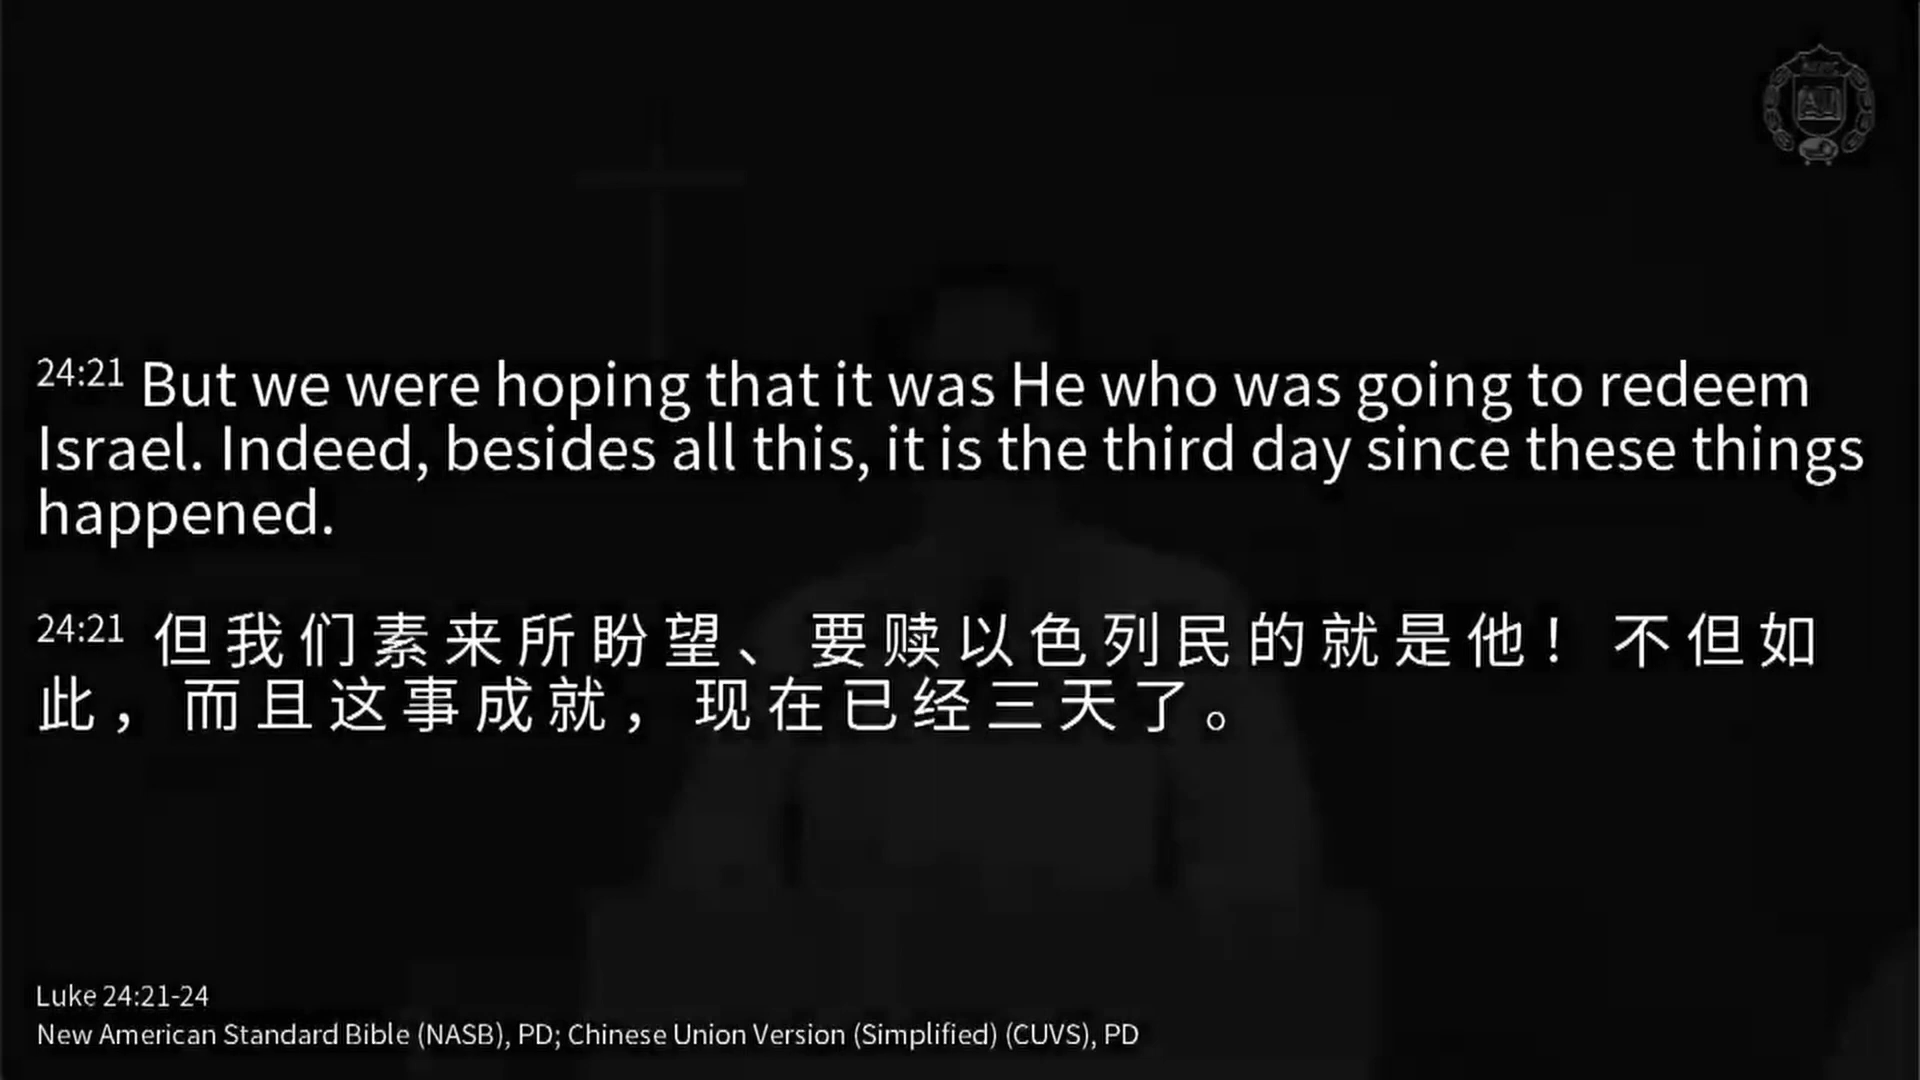 24:21 But we were hoping that it was He who was going to redeem
Israel. Indeed, besides all this, it is the third day since these things
happened.
24:21 但我们素来所盼望、要赎以色列民的就是他！不但如
此，而且这事成就，现在已经三天了。
Luke 24:21-24
New American Standard Bible (NASB), PD; Chinese Union Version (Simplified) (CUVS), PD